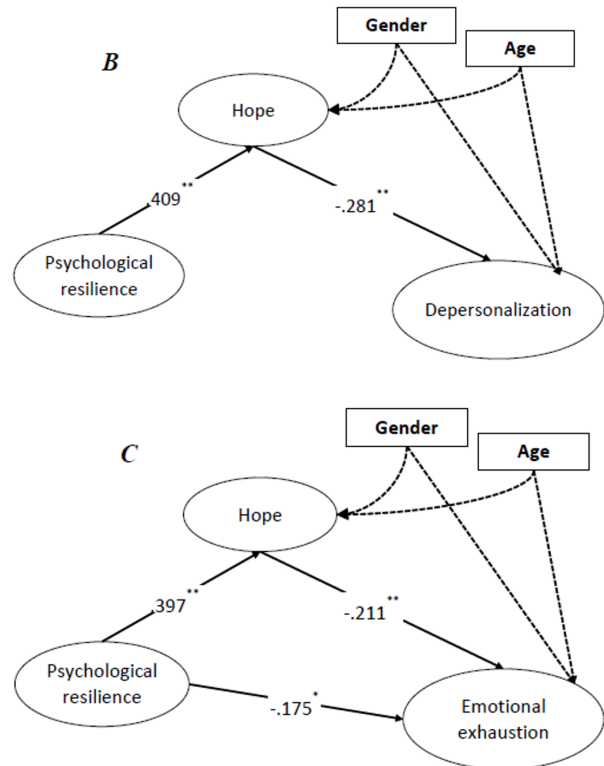 Gender
Age
B
Hope
.409**
-.281**
Psychological
resilience
Depersonalization
Gender
Age
C
Hope
.397**
-.211**
Psychological
resilience
-.175*
Emotional
exhaustion